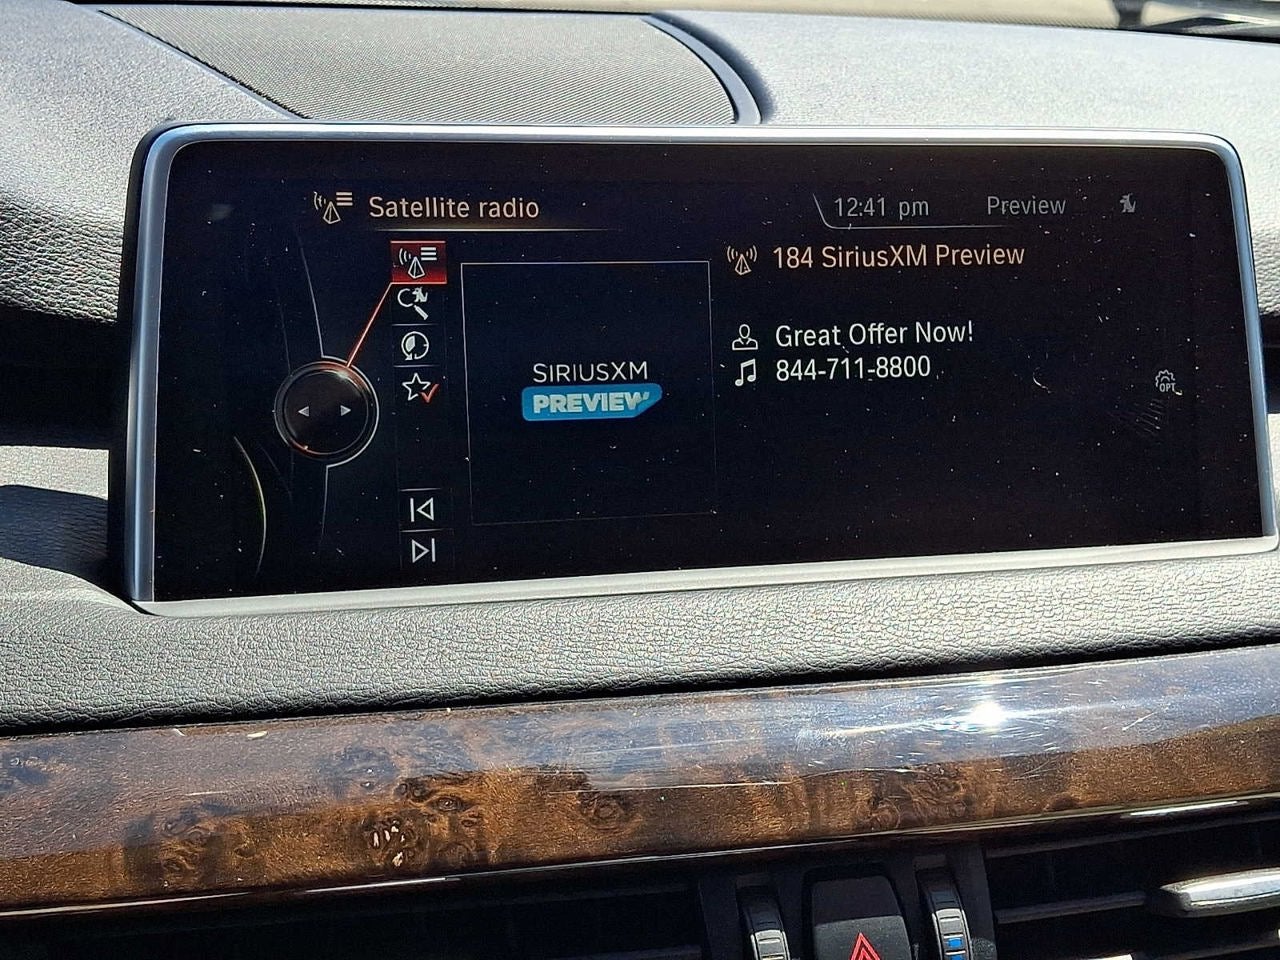 Satellite radio
12:41 pm
Preview
184 SiriusXM Preview
Great Offer Now!
844-711-8800
SIRIUSXM
PREVIEW
OPT